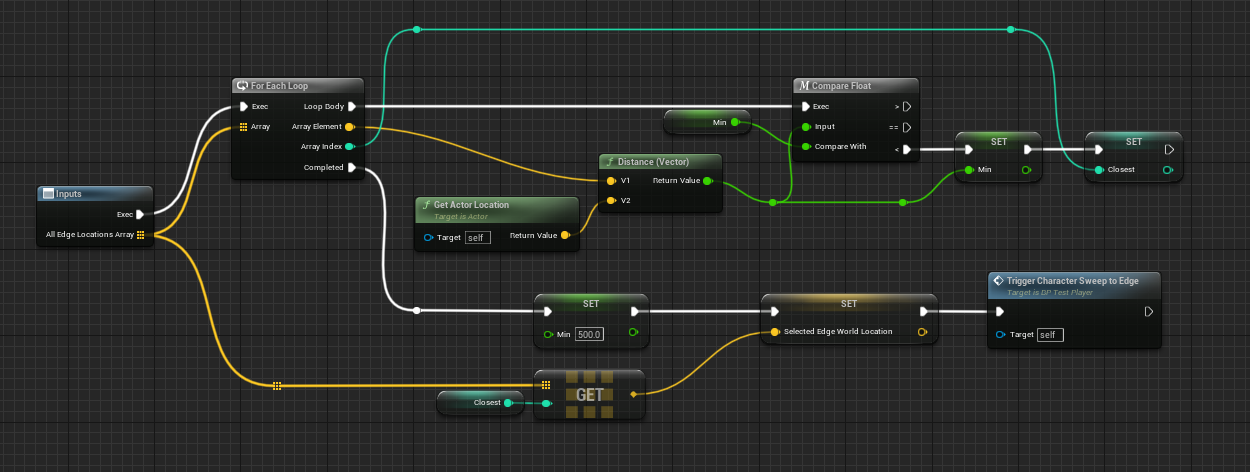 For Each Loop
Exec
Loop Body
Array
Array Element
Array Index
Completed
Inputs
Exec
All Edge Locations Array
Get Actor Location
Target is Actor
Target self
Return Value
Distance (Vector)
V1
Return Value
V2
Min
Compare Float
Exec
>
Input
==
Compare With
<
SET
Min
SET
Closest
SET
Min 500.0
Closest
GET
SET
Selected Edge World Location
Trigger Character Sweep to Edge
Target is BP Test Player
Target self